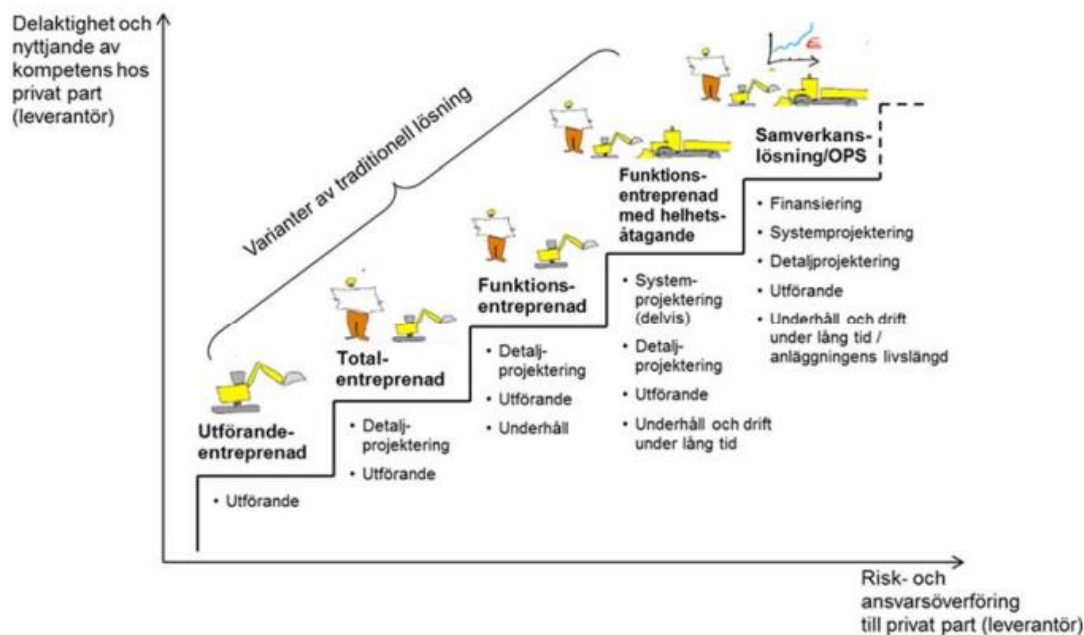 Delaktighet och
nyttjande av
kompetens hos
privat part
(leverantör)
Varianter av traditionell lösning
Utförande-
entreprenad
• Utförande
Total-
entreprenad
• Detalj-
projektering
• Utförande
Funktions-
entreprenad
• Detalj-
projektering
• Utförande
• Underhåll
Funktions-
entreprenad
med helhets-
åtagande
• System-
projektering
(delvis)
• Detalj-
projektering
• Utförande
• Underhåll och drift
under lång tid
Samverkans-
lösning/OPS
• Finansiering
• Systemprojektering
• Detaljprojektering
• Utförande
• Underhåll och drift
under lång tid /
anläggningens livslängd
Risk- och
ansvarsöverföring
till privat part (leverantör)